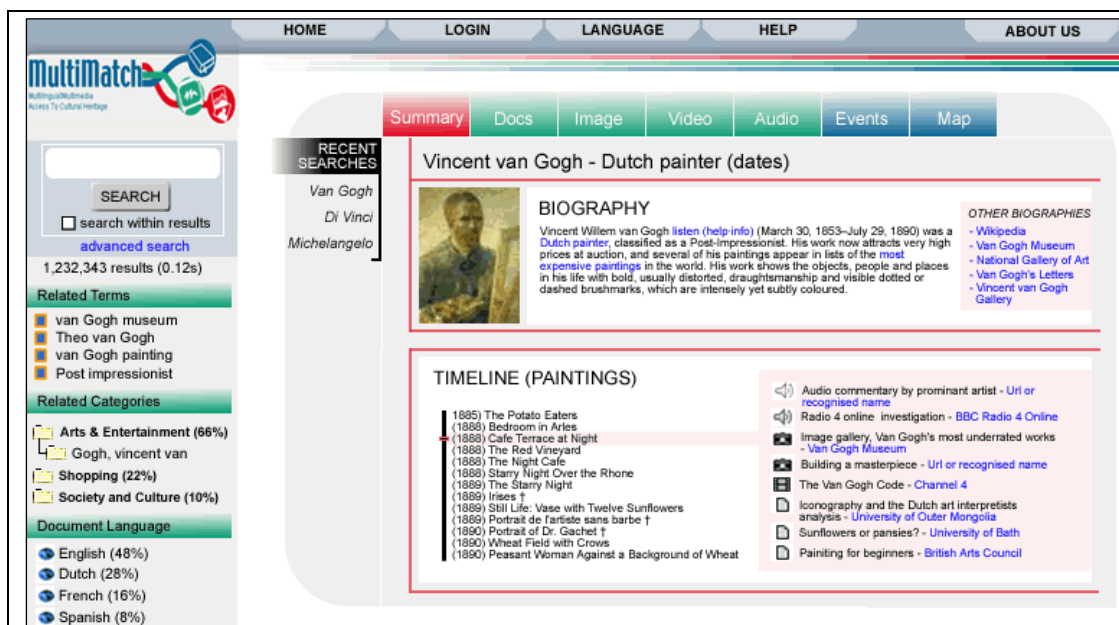 HOME
LOGIN
LANGUAGE
HELP
ABOUT US
MultiMatch
Multilingual/Multimedia
Access To Cultural Heritage
SEARCH
search within results
advanced search
1,232,343 results (0.12s)
Related Terms
van Gogh museum
Theo van Gogh
van Gogh painting
Post impressionist
Related Categories
Arts & Entertainment (66%)
Gogh, vincent van
Shopping (22%)
Society and Culture (10%)
Document Language
English (48%)
Dutch (28%)
French (16%)
Spanish (8%)
RECENT
SEARCHES
Van Gogh
Di Vinci
Michelangelo
Summary
Docs
Image
Video
Audio
Events
Map
Vincent van Gogh - Dutch painter (dates)
BIOGRAPHY
Vincent Willem van Gogh listen (help·info) (March 30, 1853–July 29, 1890) was a
Dutch painter, classified as a Post-Impressionist. His work now attracts very high
prices at auction, and several of his paintings appear in lists of the most
expensive paintings in the world. His work shows the objects, people and places
in his life with bold, usually distorted, draughtsmanship and visible dotted or
dashed brushmarks, which are intensely yet subtly coloured.
OTHER BIOGRAPHIES
- Wikipedia
- Van Gogh Museum
- National Gallery of Art
- Van Gogh's Letters
- Vincent van Gogh
Gallery
TIMELINE (PAINTINGS)
1885) The Potato Eaters
(1888) Bedroom in Arles
(1888) Cafe Terrace at Night
(1888) The Red Vineyard
(1888) The Night Cafe
(1888) Starry Night Over the Rhone
(1889) The Starry Night
(1889) Irises †
(1889) Still Life: Vase with Twelve Sunflowers
(1889) Portrait de l'artiste sans barbe †
(1890) Portrait of Dr. Gachet †
(1890) Wheat Field with Crows
(1890) Peasant Woman Against a Background of Wheat
Audio commentary by prominant artist - Url or
recognised name
Radio 4 online investigation - BBC Radio 4 Online
Image gallery, Van Gogh's most underrated works
- Van Gogh Museum
Building a masterpiece - Url or recognised name
The Van Gogh Code - Channel 4
Iconography and the Dutch art interpretists
analysis - University of Outer Mongolia
Sunflowers or pansies? - University of Bath
Painiting for beginners - British Arts Council